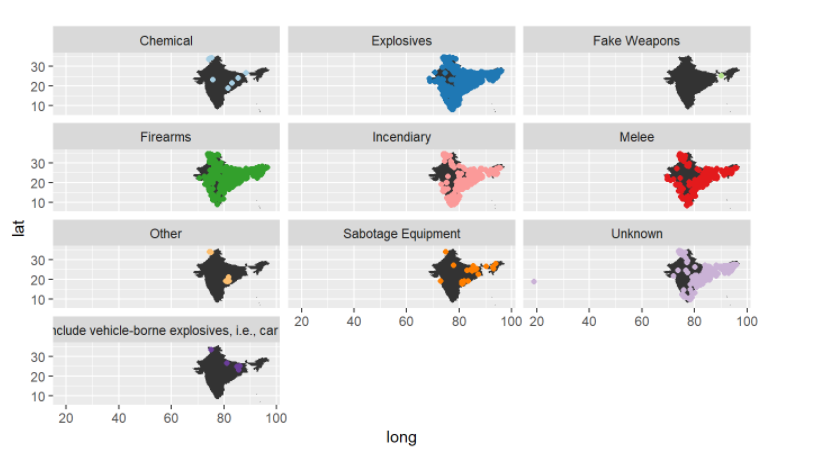 Chemical Explosives Fake Weapons
30
20
10
Firearms Incendiary Melee
30
20
10
Other Sabotage Equipment Unknown
30
20
10
20 40 60 80 100 20 40 60 80 100
include vehicle-borne explosives, i.e., car
30
20
10
20 40 60 80 100
long
lat